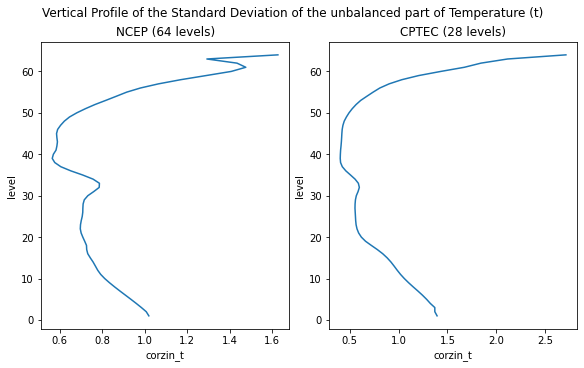 Vertical Profile of the Standard Deviation of the unbalanced part of Temperature (t)
NCEP (64 levels)
CPTEC (28 levels)
60
50
40
30
20
10
0
level
0.6 0.8 1.0 1.2 1.4 1.6
corzin_t
60
50
40
30
20
10
0
level
0.5 1.0 1.5 2.0 2.5
corzin_t